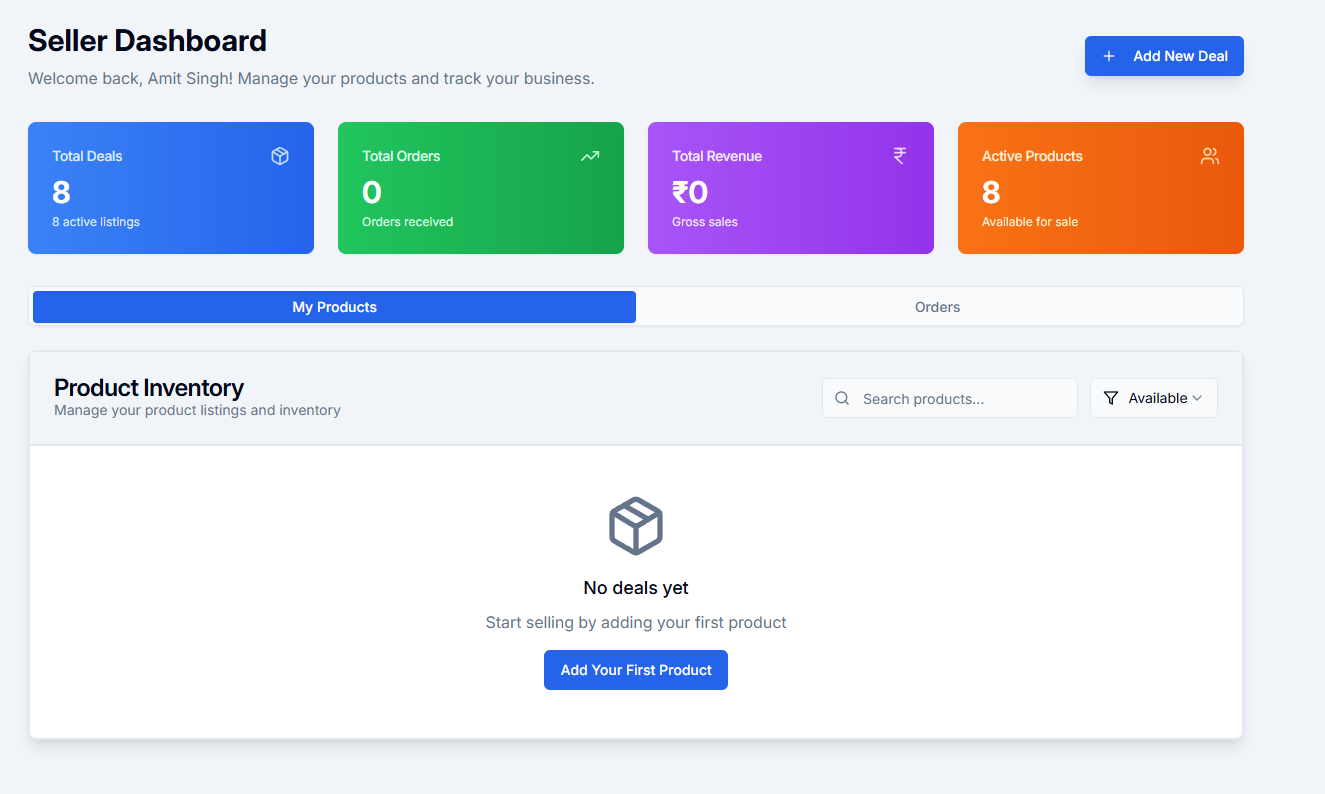 Seller Dashboard
Welcome back, Amit Singh! Manage your products and track your business.
Add New Deal
Total Deals
8
8 active listings
Total Orders
0
Orders received
Total Revenue
₹0
Gross sales
Active Products
8
Available for sale
My Products
Orders
Product Inventory
Manage your product listings and inventory
Search products...
Available
No deals yet
Start selling by adding your first product
Add Your First Product